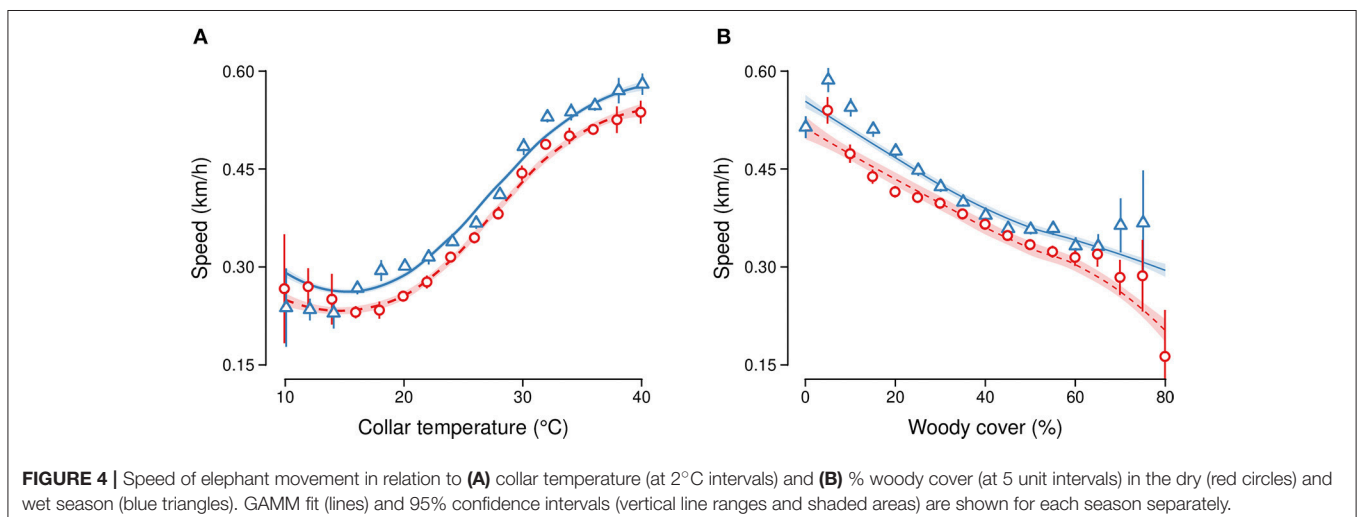 A
B
0.60
0.45
0.30
0.15
Speed (km/h)
10
20
30
40
Collar temperature (°C)
0.60
0.45
0.30
0.15
Speed (km/h)
0
20
40
60
80
Woody cover (%)
FIGURE 4 | Speed of elephant movement in relation to (A) collar temperature (at 2°C intervals) and (B) % woody cover (at 5 unit intervals) in the dry (red circles) and
wet season (blue triangles). GAMM fit (lines) and 95% confidence intervals (vertical line ranges and shaded areas) are shown for each season separately.